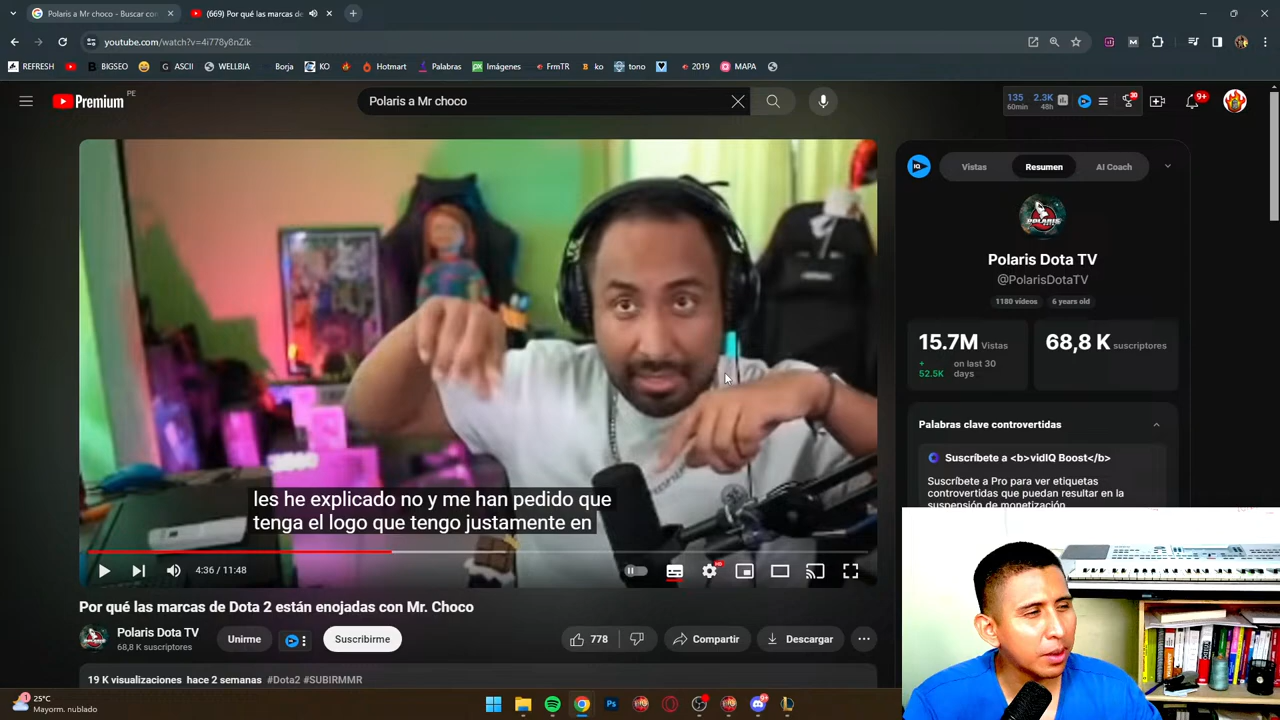 Polaris a Mr choco - Buscar con
(669) Por qué las marcas de
youtube.com/watch?v=4i778y8nZik
REFRESH
BIGSEO
ASCII
WELLBIA
Borja
KO
Hotmart
Palabras
Imágenes
FrmTR
ko
tono
2019
MAPA
Premium
PE
Polaris a Mr choco
135
60min
2.3K
48h
30
9+
Vistas
Resumen
AI Coach
POLARIS
Polaris Dota TV
@PolarisDotaTV
1180 vídeos
6 years old
15.7M Vistas
+
52.5K
on last 30
days
68,8 K suscriptores
Palabras clave controvertidas
Suscríbete a <b>vidIQ Boost</b>
Suscríbete a Pro para ver etiquetas
controvertidas que puedan resultar en la
suspensión de monetización.
les he explicado no y me han pedido que
tenga el logo que tengo justamente en
4:36 / 11:48
HD
Por qué las marcas de Dota 2 están enojadas con Mr. Choco
Polaris Dota TV
68,8 K suscriptores
Unirme
Suscribirme
778
Compartir
Descargar
19 K visualizaciones hace 2 semanas #Dota2 #SUBIRMMR
25°C
Mayorm. nublado